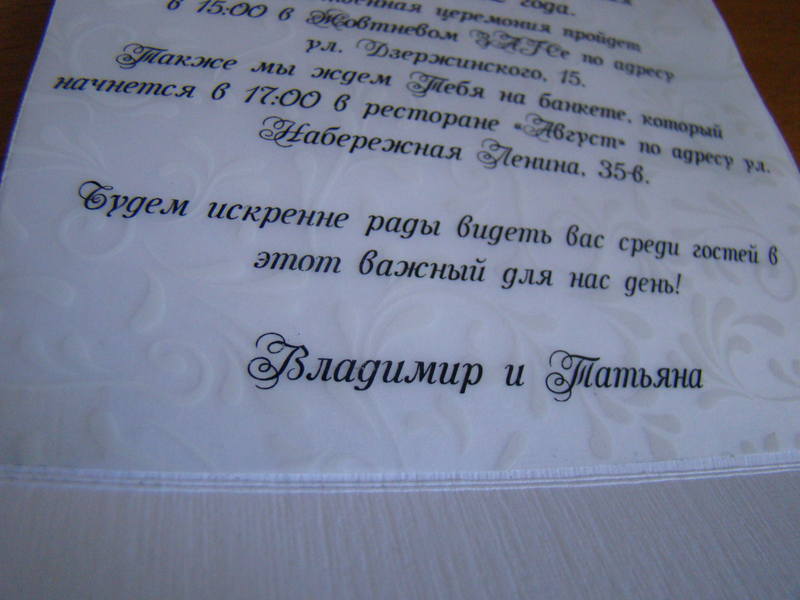 года.
церемония пройдет
в 15:00 в Жовтневом ЗАГСе по адресу
ул. Дзержинского, 15.
Также мы ждем Тебя на банкете, который
начнется в 17:00 в ресторане «Август» по адресу ул.
Набережная Ленина, 35-в.
Будем искренне рады видеть вас среди гостей в
этот важный для нас день!
Владимир и Татьяна